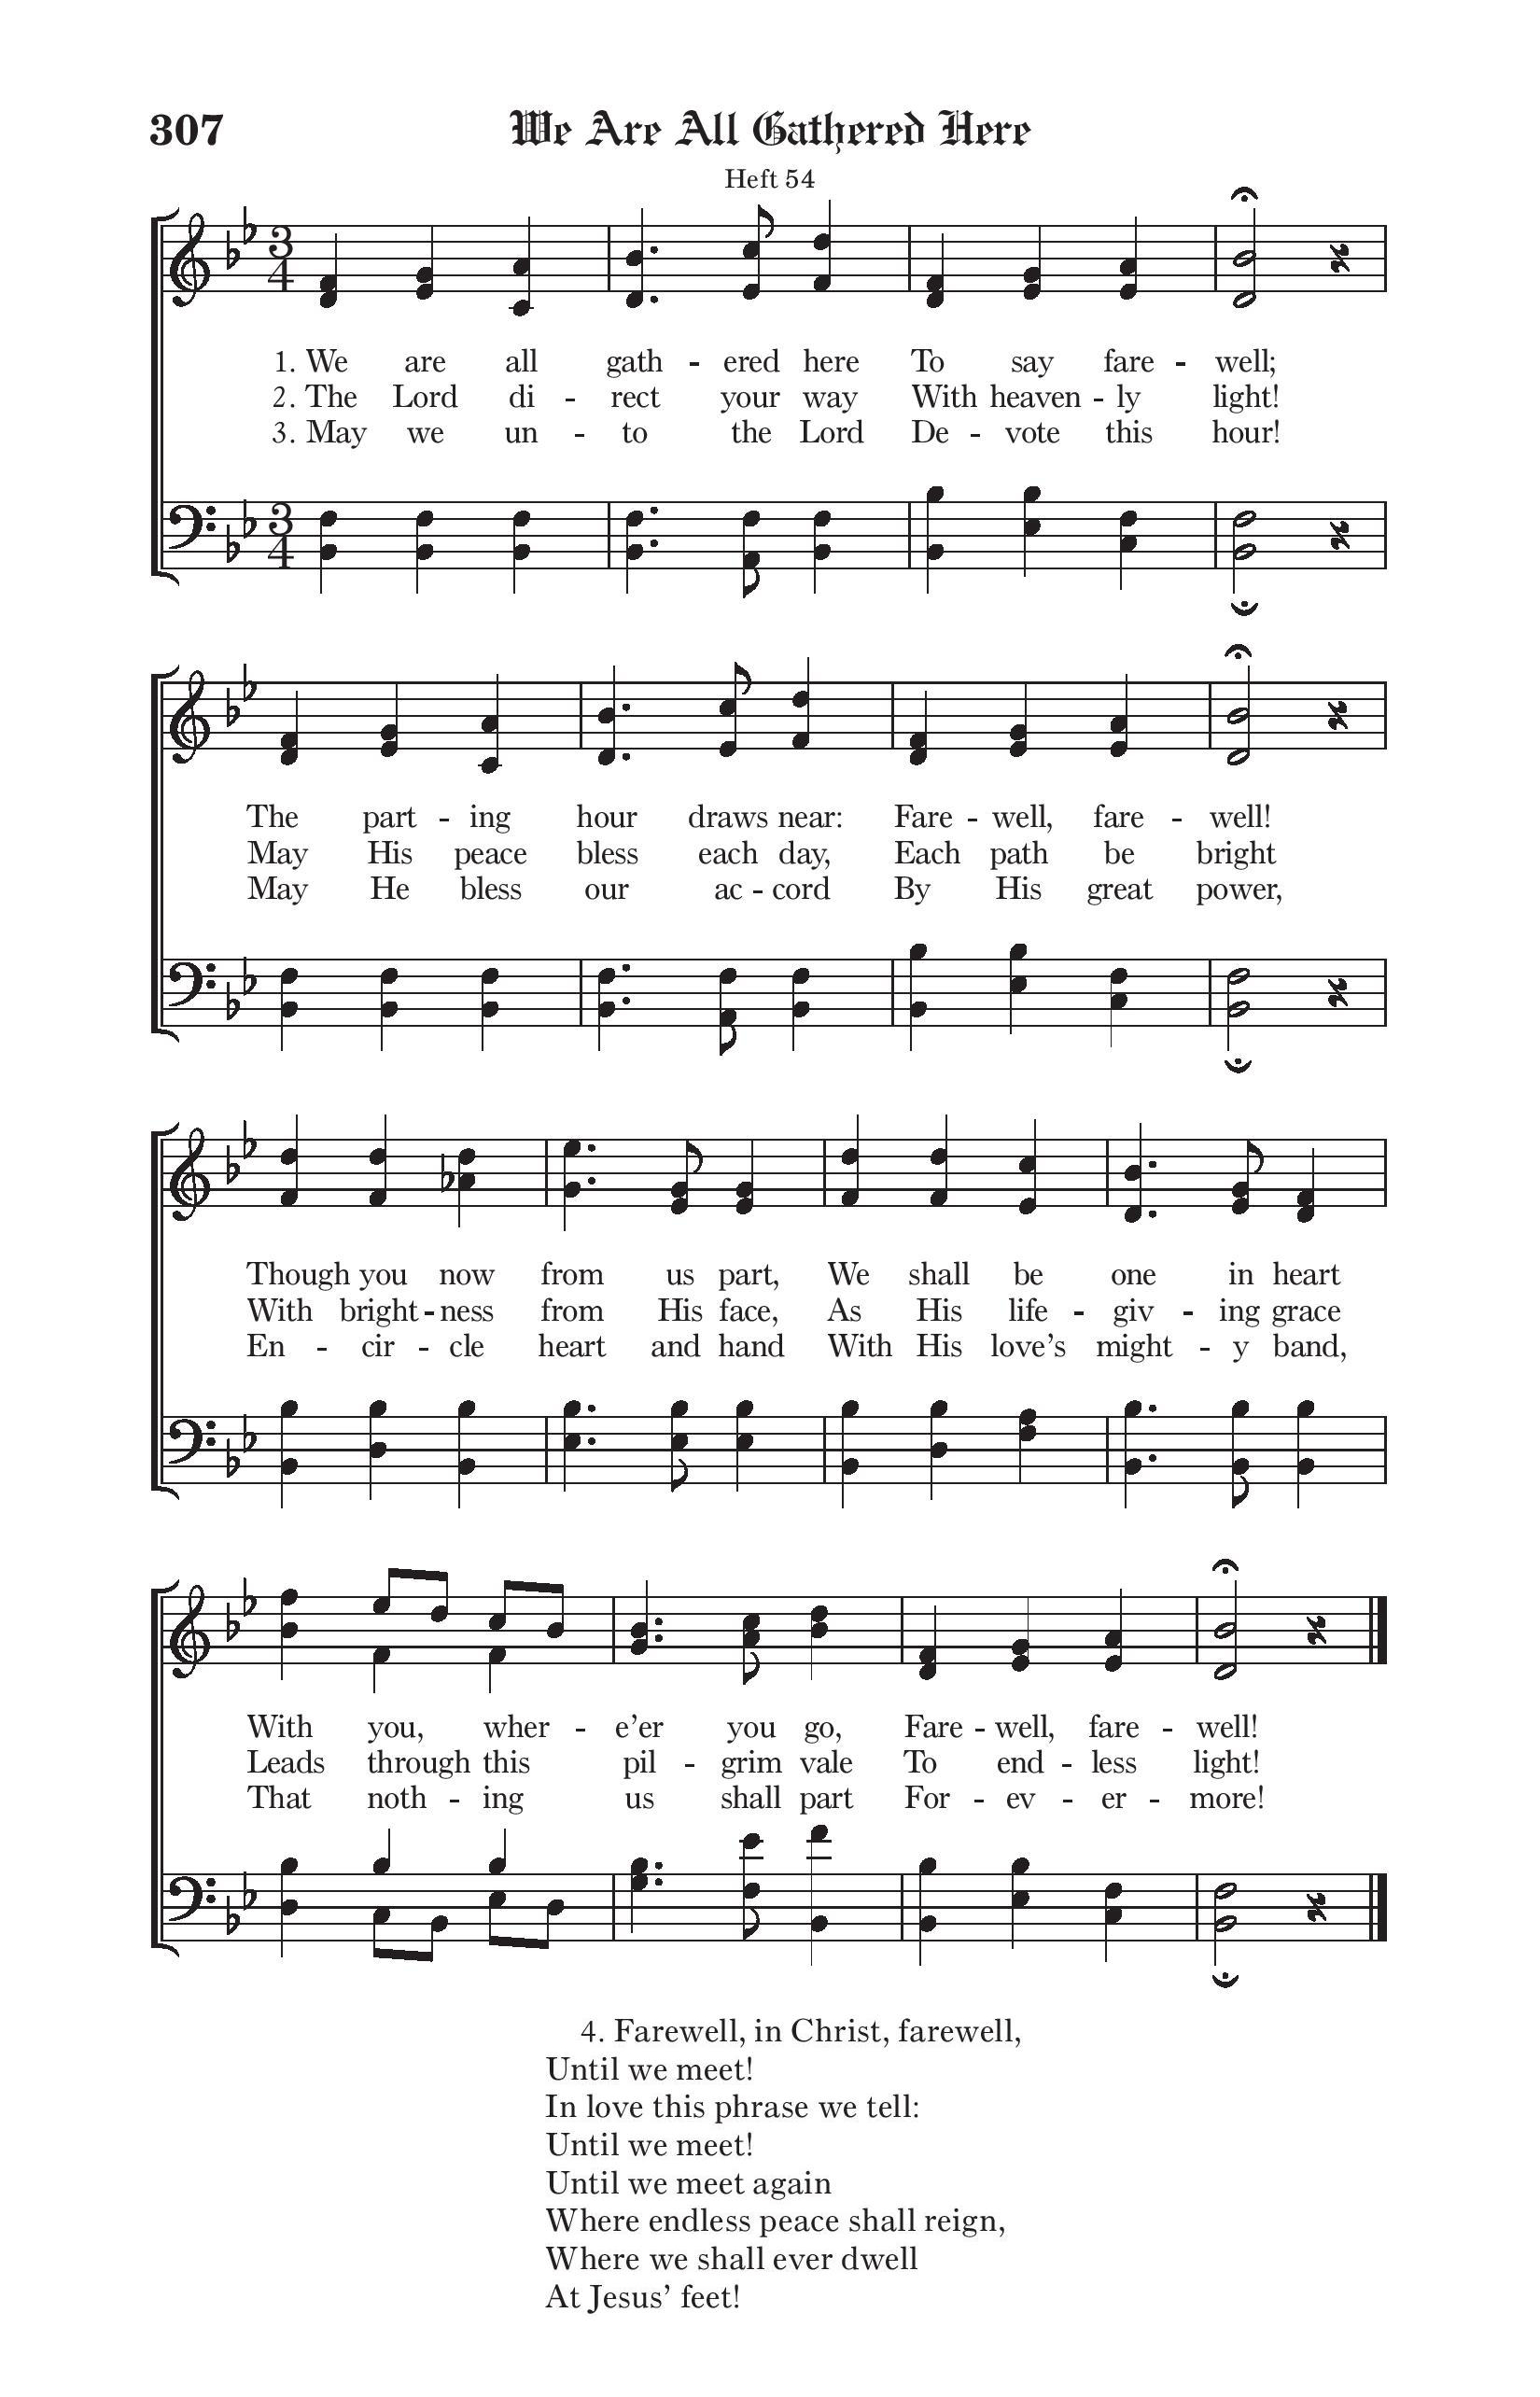 307 We Are All Gathered Here
Heft 54
1. We are all gath - ered here To say fare - well;
2. The Lord di - rect your way With heaven - ly light!
3. May we un - to the Lord De - vote this hour!
The part - ing hour draws near: Fare - well, fare - well!
May His peace bless each day, Each path be bright
May He bless our ac - cord By His great power,
Though you now from us part, We shall be one in heart
With bright - ness from His face, As His life - giv - ing grace
En - cir - cle heart and hand With His love’s might - y band,
With you, wher - e’er you go, Fare - well, fare - well!
Leads through this pil - grim vale To end - less light!
That noth - ing us shall part For - ev - er - more!
4. Farewell, in Christ, farewell,
Until we meet!
In love this phrase we tell:
Until we meet!
Until we meet again
Where endless peace shall reign,
Where we shall ever dwell
At Jesus’ feet!